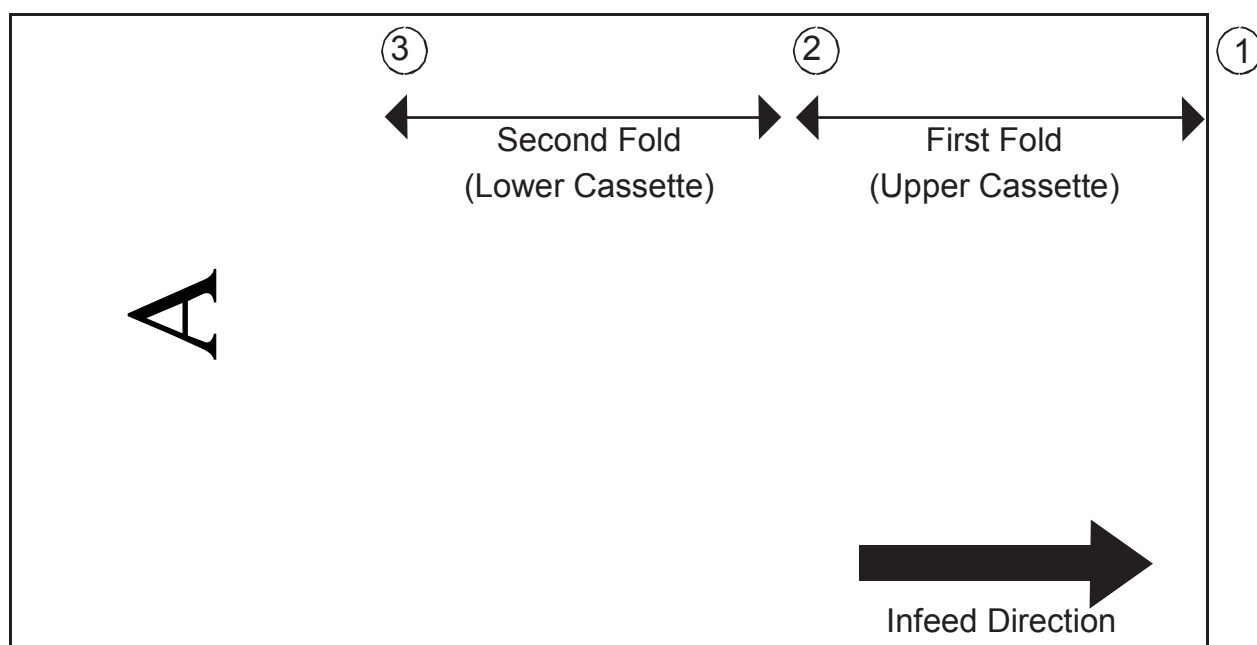 ③ ② ①
Second Fold
(Lower Cassette)
First Fold
(Upper Cassette)
A
Infeed Direction